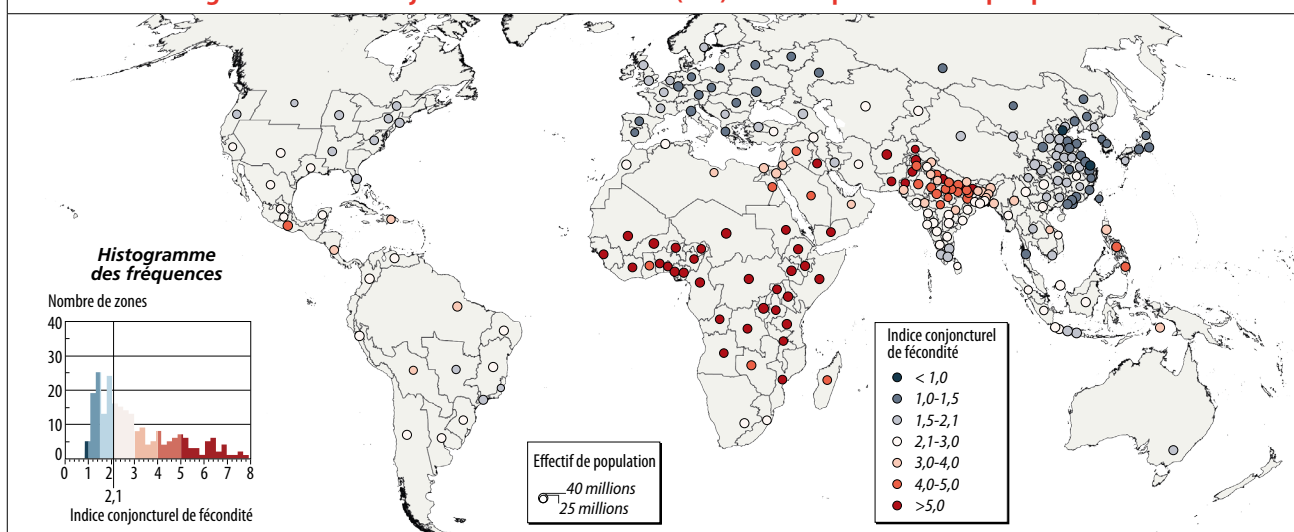 Histogramme
des fréquences
Nombre de zones
40
30
20
10
0
0 1 2 3 4 5 6 7 8
2,1
Indice conjoncturel de fécondité
Effectif de population
40 millions
25 millions
Indice conjoncturel
de fécondité
< 1,0
1,0-1,5
1,5-2,1
2,1-3,0
3,0-4,0
4,0-5,0
>5,0